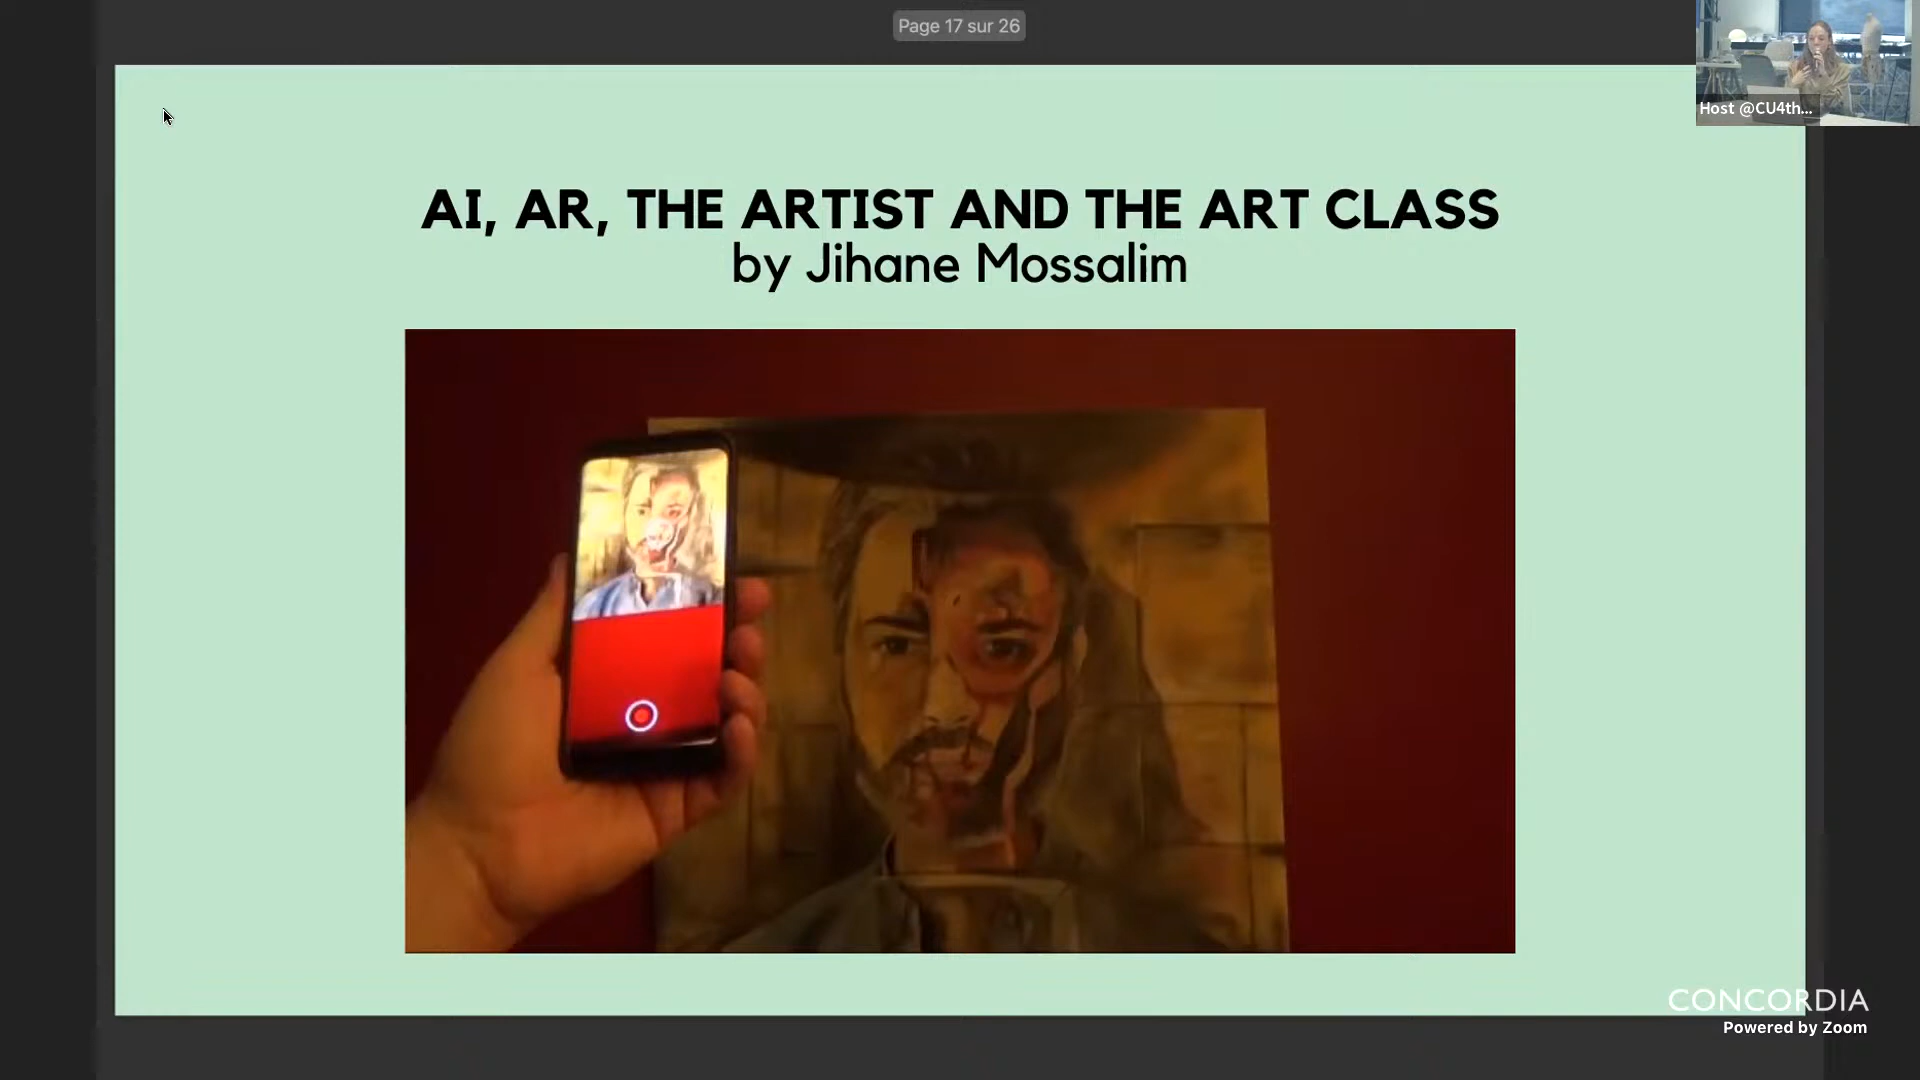 Page 17 sur 26
Host @CU4th...
AI, AR, THE ARTIST AND THE ART CLASS
by Jihane Mossalim
CONCORDIA
Powered by Zoom